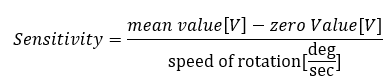 Sensitivity = mean value[V] − zero Value[V] / speed of rotation[deg/sec]